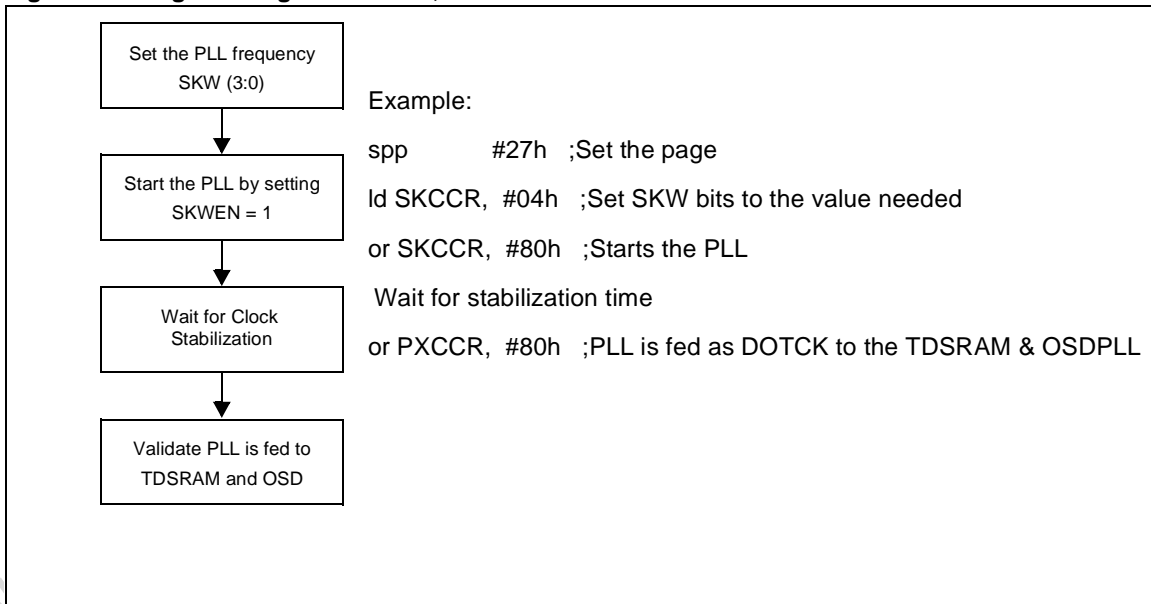 Set the PLL frequency
SKW (3:0)
Start the PLL by setting
SKWEN = 1
Wait for Clock
Stabilization
Validate PLL is fed to
TDSRAM and OSD
Example:
spp #27h ;Set the page
ld SKCCR, #04h ;Set SKW bits to the value needed
or SKCCR, #80h ;Starts the PLL
Wait for stabilization time
or PXCCR, #80h ;PLL is fed as DOTCK to the TDSRAM & OSDPLL